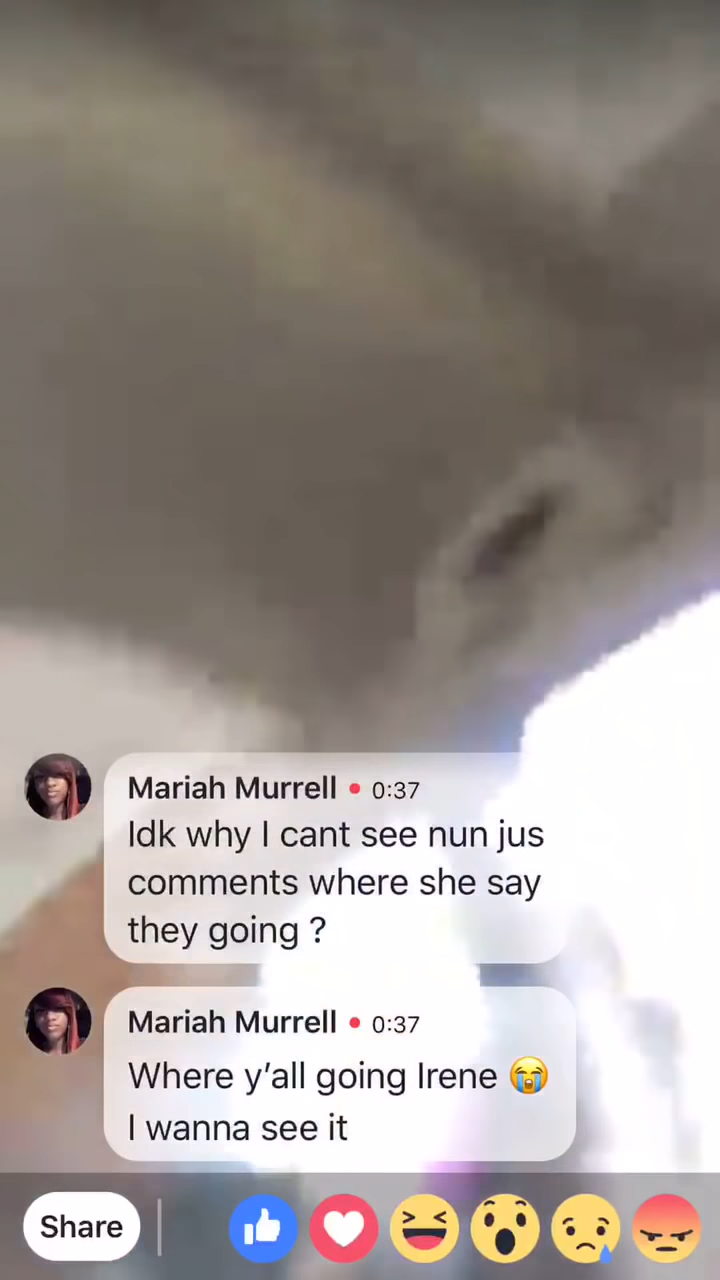 Mariah Murrell • 0:37
Idk why I cant see nun jus
comments where she say
they going ?
Mariah Murrell • 0:37
Where y’all going Irene 😭
I wanna see it
Share